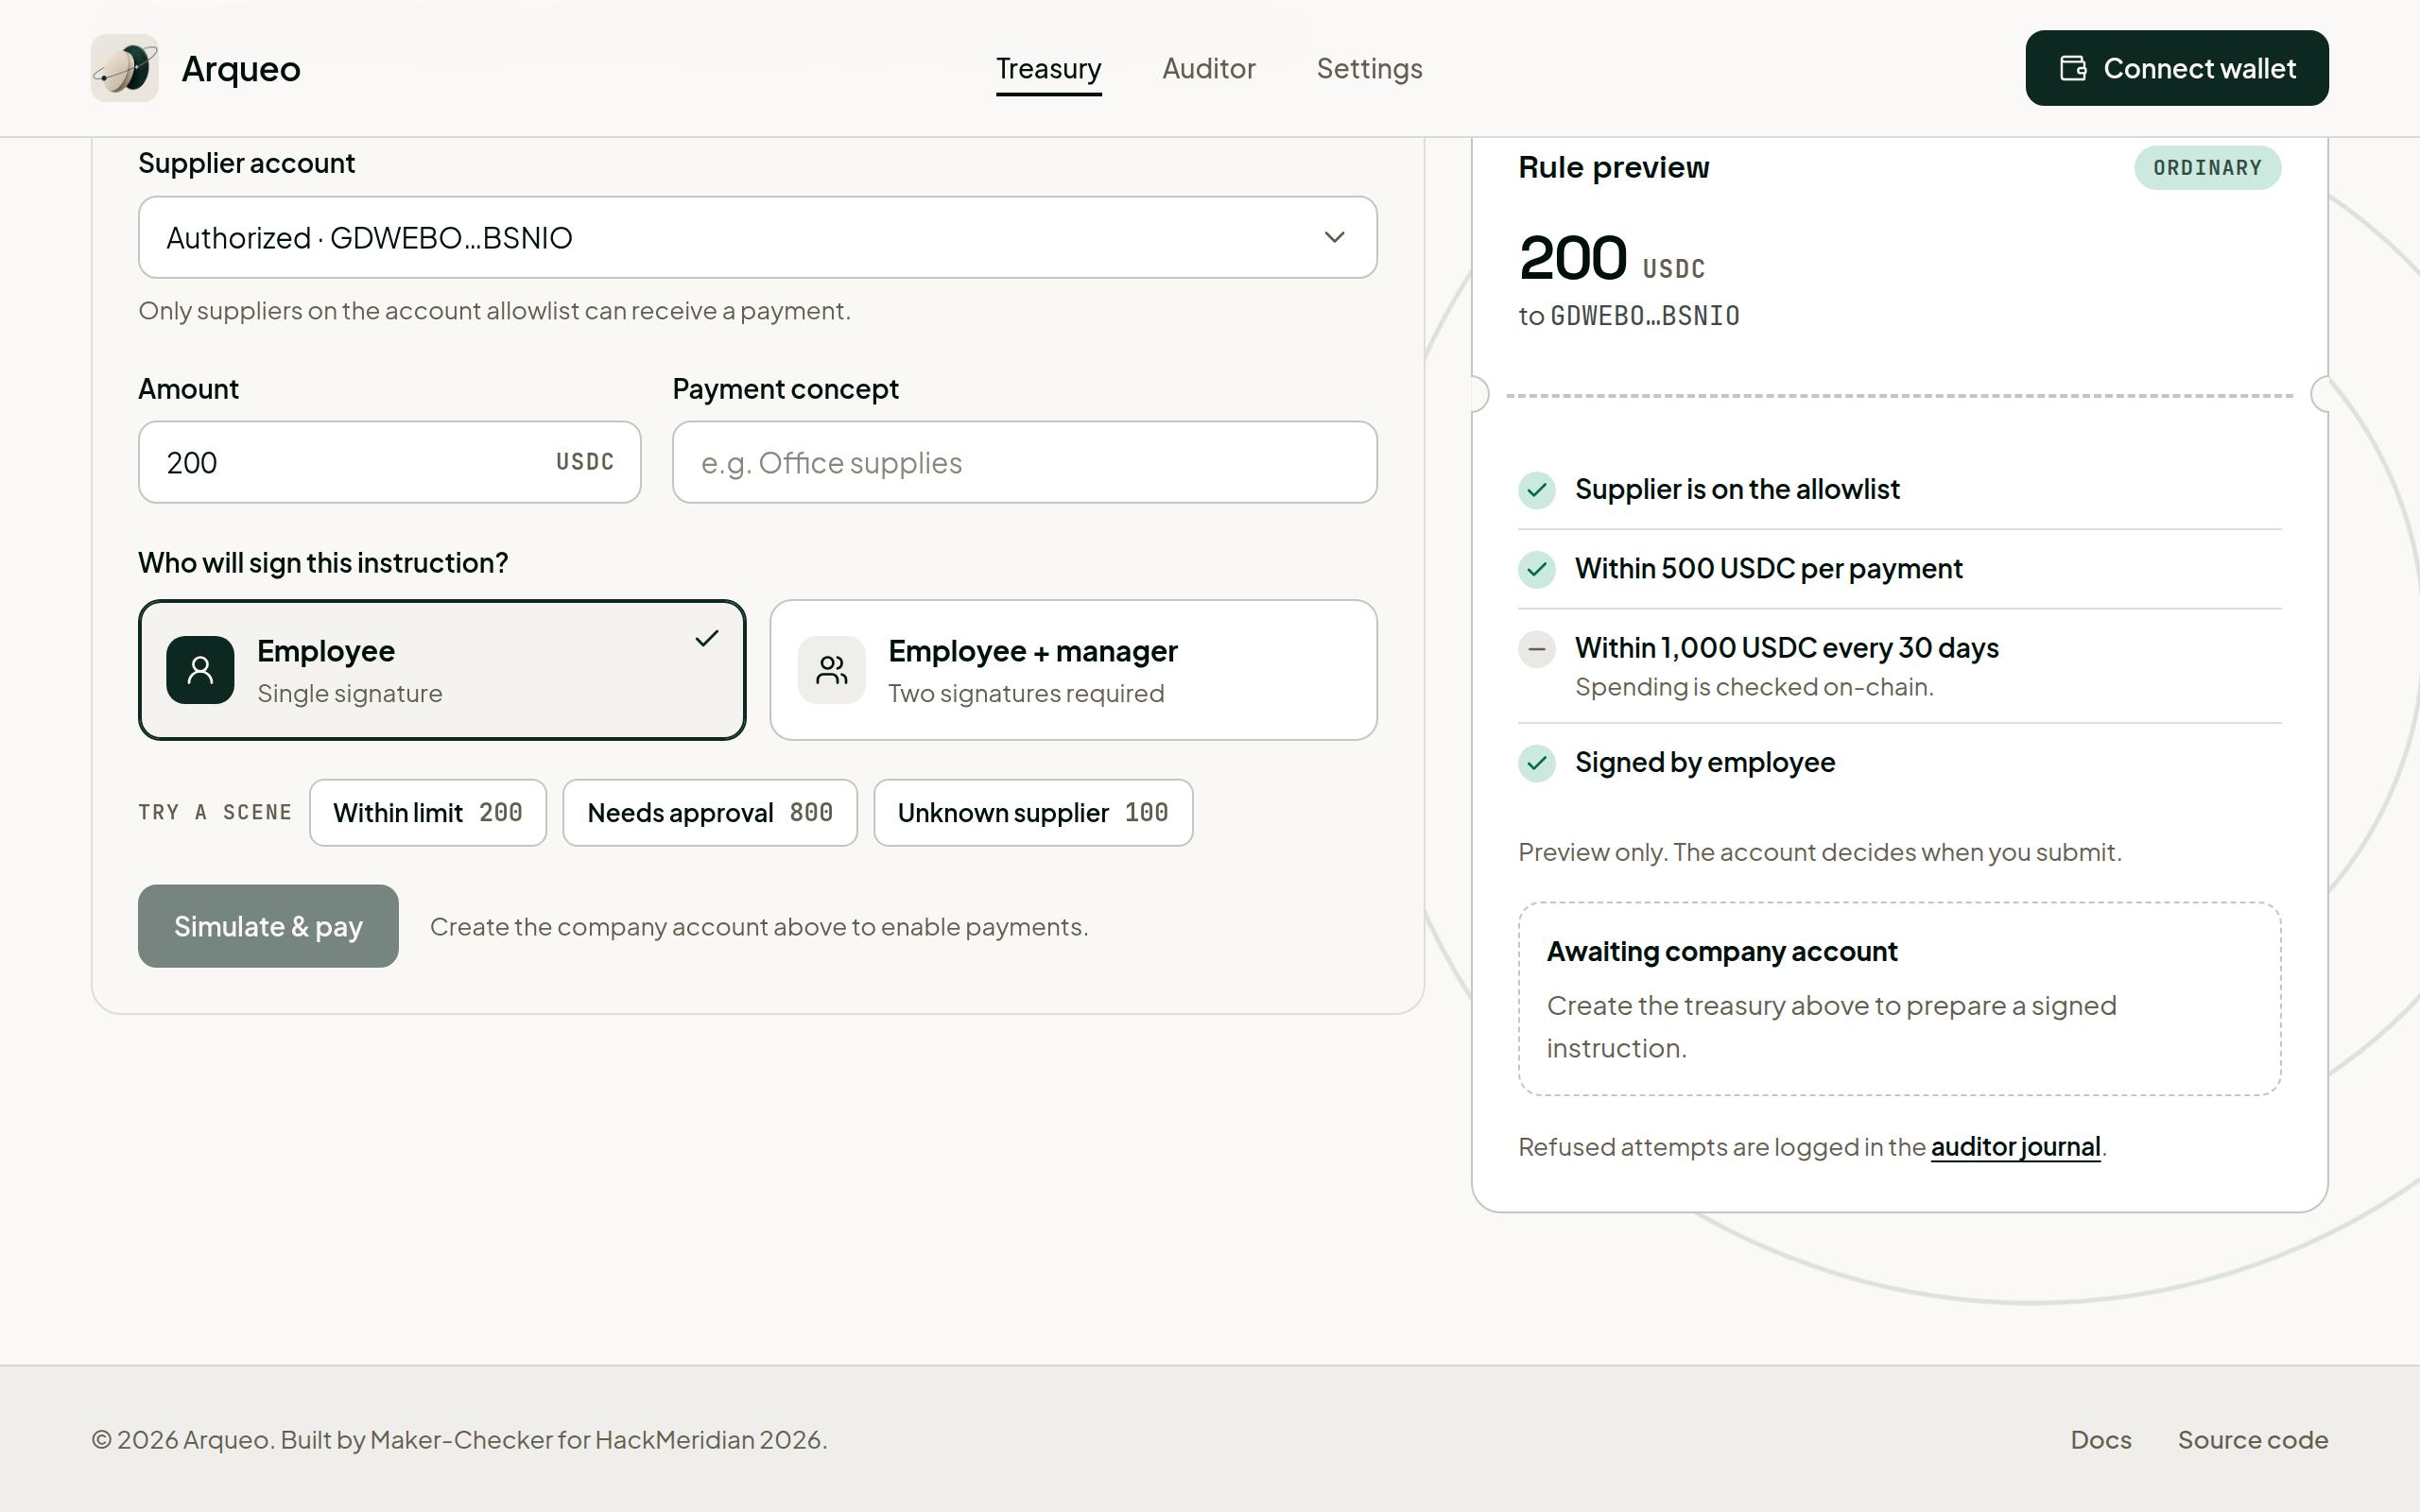 Arqueo
Treasury
Auditor
Settings
Connect wallet
Supplier account
Authorized · GDWEBO…BSNIO
Only suppliers on the account allowlist can receive a payment.
Amount
Payment concept
200
USDC
e.g. Office supplies
Who will sign this instruction?
Employee
Single signature
Employee + manager
Two signatures required
TRY A SCENE
Within limit 200
Needs approval 800
Unknown supplier 100
Simulate & pay
Create the company account above to enable payments.
Rule preview
ORDINARY
200 USDC
to GDWEBO…BSNIO
Supplier is on the allowlist
Within 500 USDC per payment
Within 1,000 USDC every 30 days
Spending is checked on-chain.
Signed by employee
Preview only. The account decides when you submit.
Awaiting company account
Create the treasury above to prepare a signed
instruction.
Refused attempts are logged in the auditor journal.
© 2026 Arqueo. Built by Maker-Checker for HackMeridian 2026.
Docs
Source code